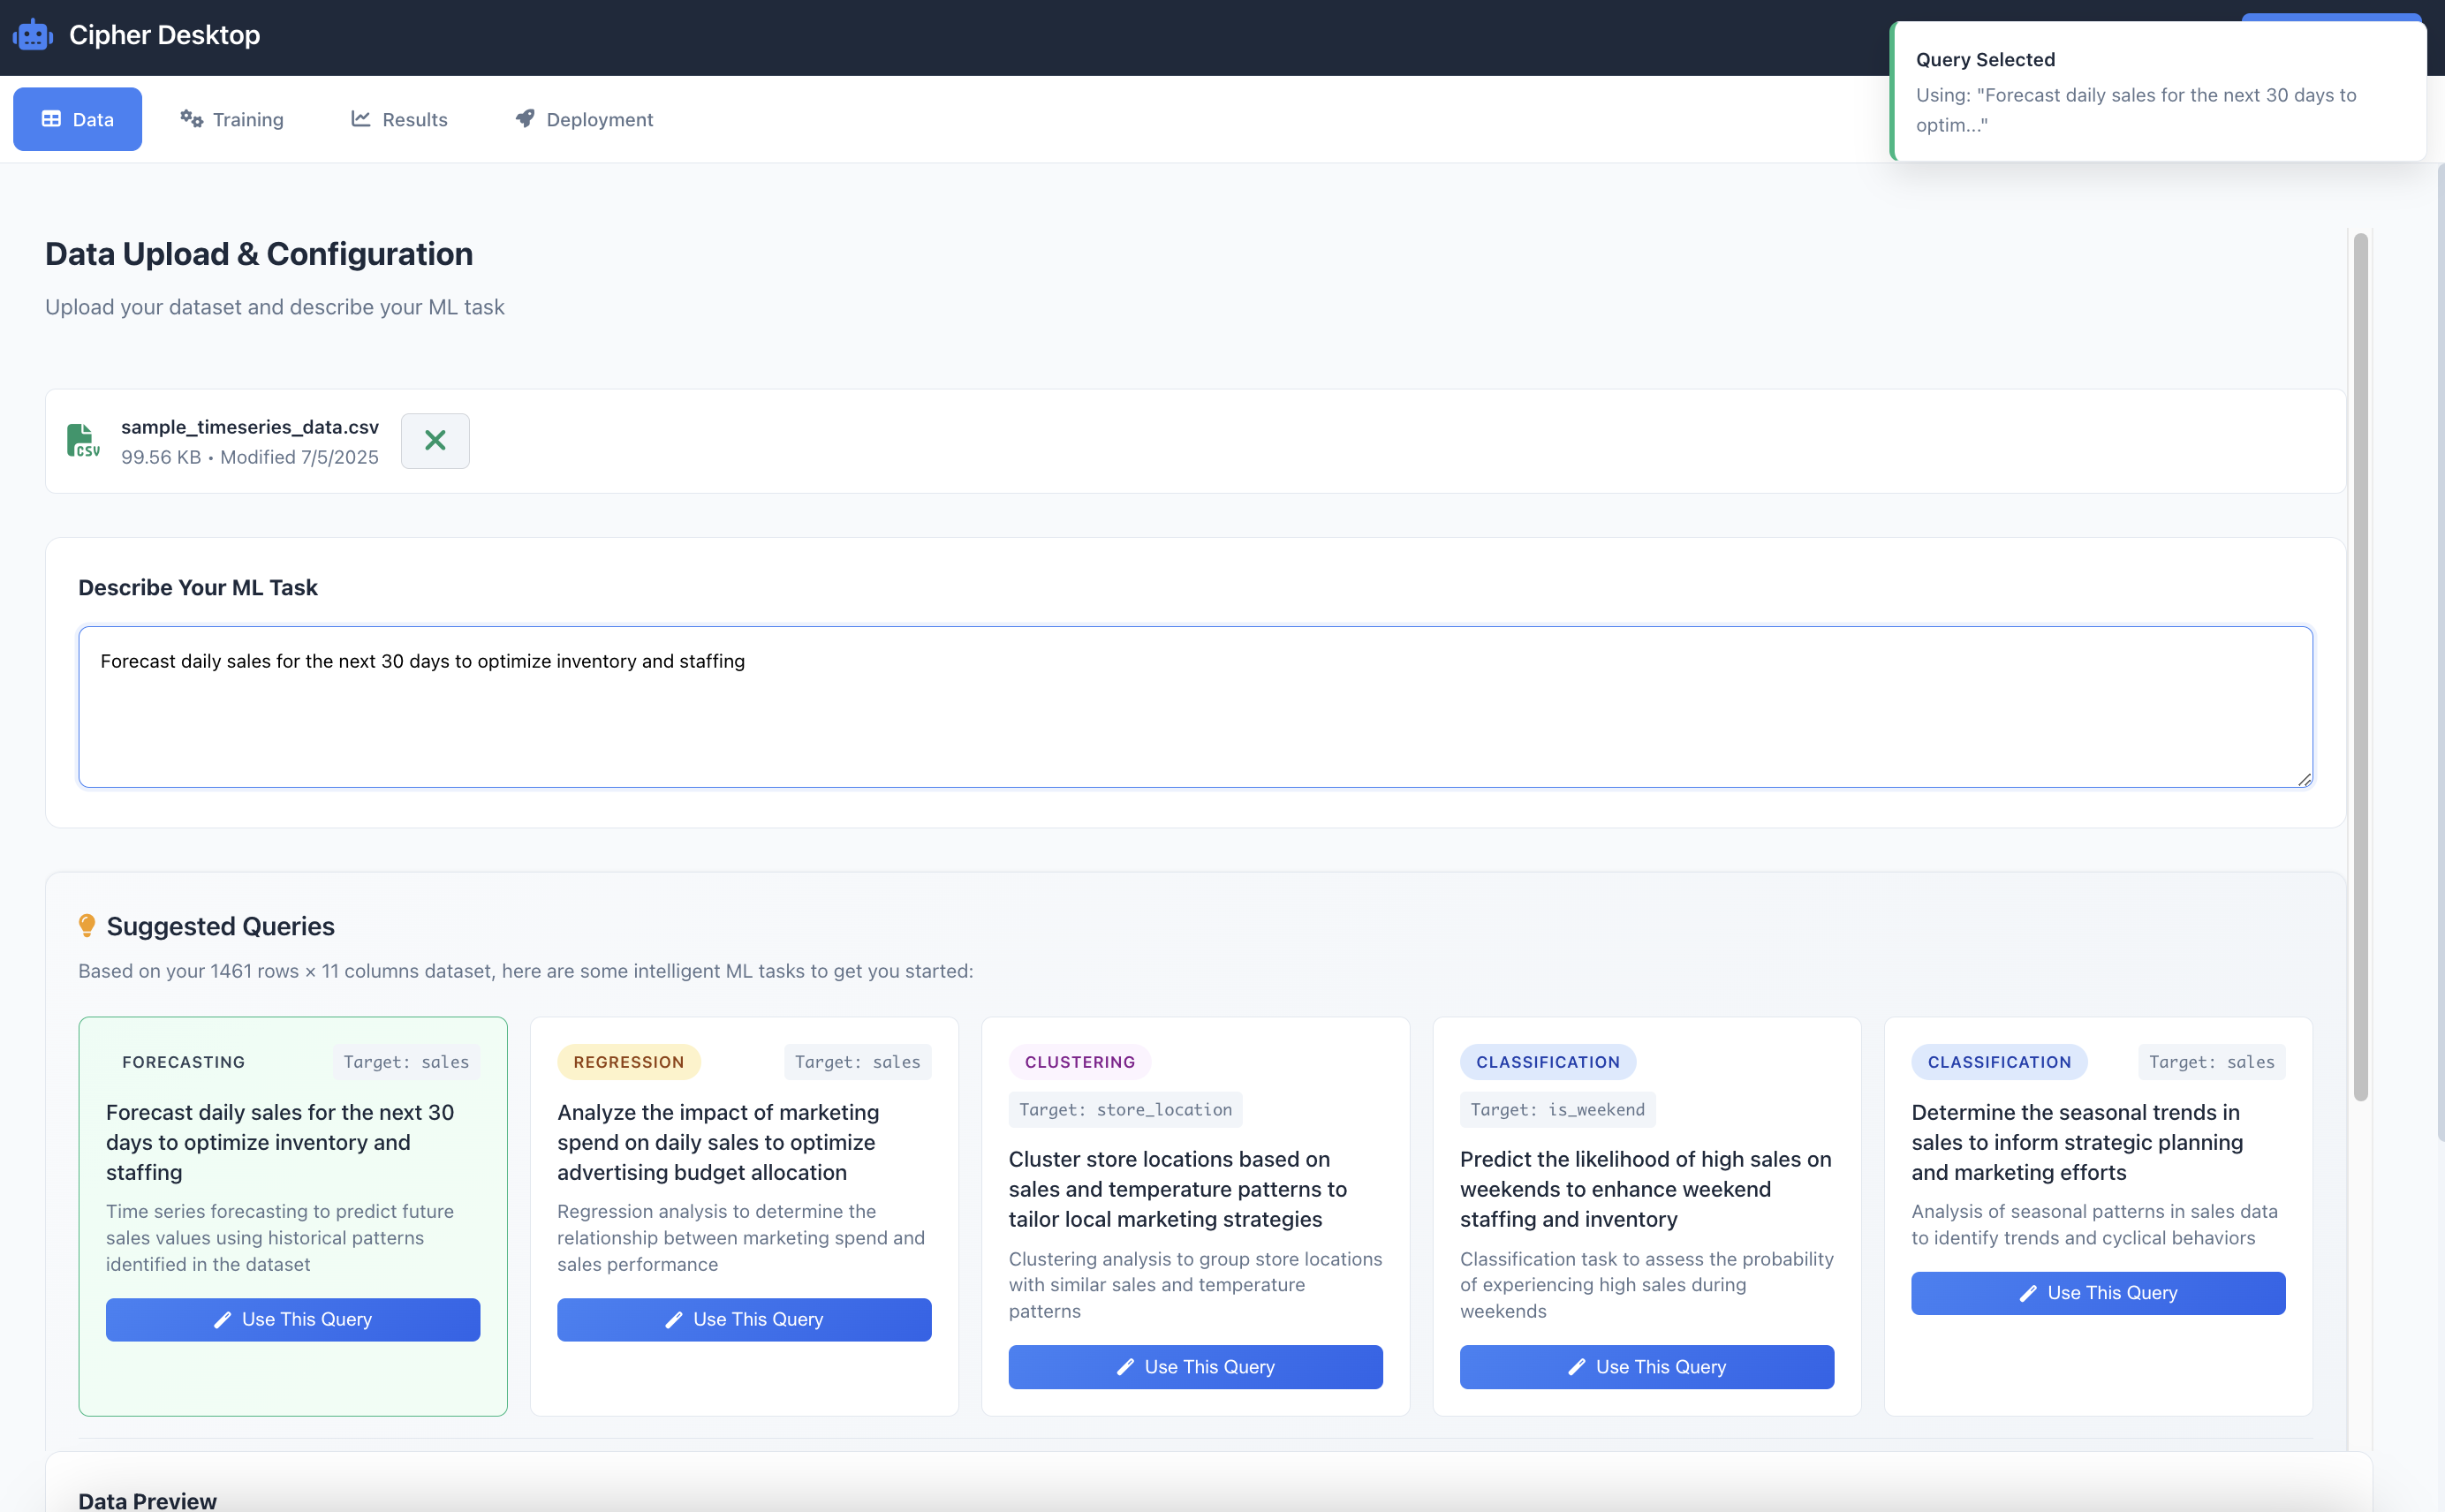 Cipher Desktop
Query Selected
Using: "Forecast daily sales for the next 30 days to
optim..."
Data
Training
Results
Deployment
Data Upload & Configuration
Upload your dataset and describe your ML task
CSV
sample_timeseries_data.csv
99.56 KB • Modified 7/5/2025
Describe Your ML Task
Forecast daily sales for the next 30 days to optimize inventory and staffing
Suggested Queries
Based on your 1461 rows × 11 columns dataset, here are some intelligent ML tasks to get you started:
FORECASTING
Target: sales
Forecast daily sales for the next 30
days to optimize inventory and
staffing
Time series forecasting to predict future
sales values using historical patterns
identified in the dataset
Use This Query
REGRESSION
Target: sales
Analyze the impact of marketing
spend on daily sales to optimize
advertising budget allocation
Regression analysis to determine the
relationship between marketing spend and
sales performance
Use This Query
CLUSTERING
Target: store_location
Cluster store locations based on
sales and temperature patterns to
tailor local marketing strategies
Clustering analysis to group store locations
with similar sales and temperature
patterns
Use This Query
CLASSIFICATION
Target: is_weekend
Predict the likelihood of high sales on
weekends to enhance weekend
staffing and inventory
Classification task to assess the probability
of experiencing high sales during
weekends
Use This Query
CLASSIFICATION
Target: sales
Determine the seasonal trends in
sales to inform strategic planning
and marketing efforts
Analysis of seasonal patterns in sales data
to identify trends and cyclical behaviors
Use This Query
Data Preview